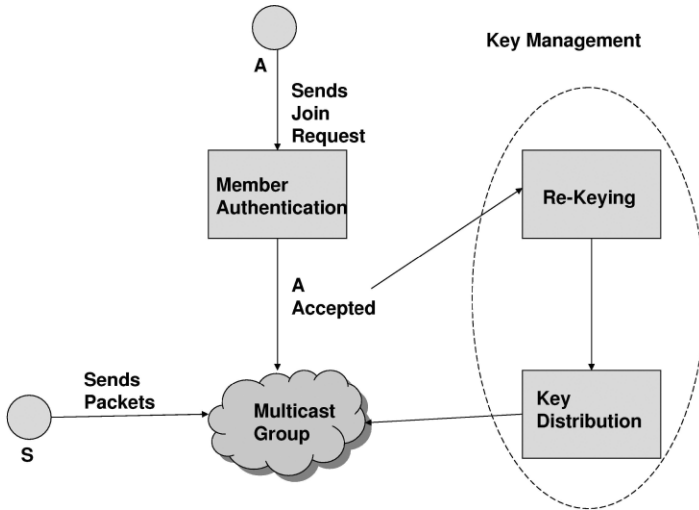 Key Management
A
Sends
Join
Request
Member
Authentication
Re-Keying
A
Accepted
Sends
Packets
S
Multicast
Group
Key
Distribution